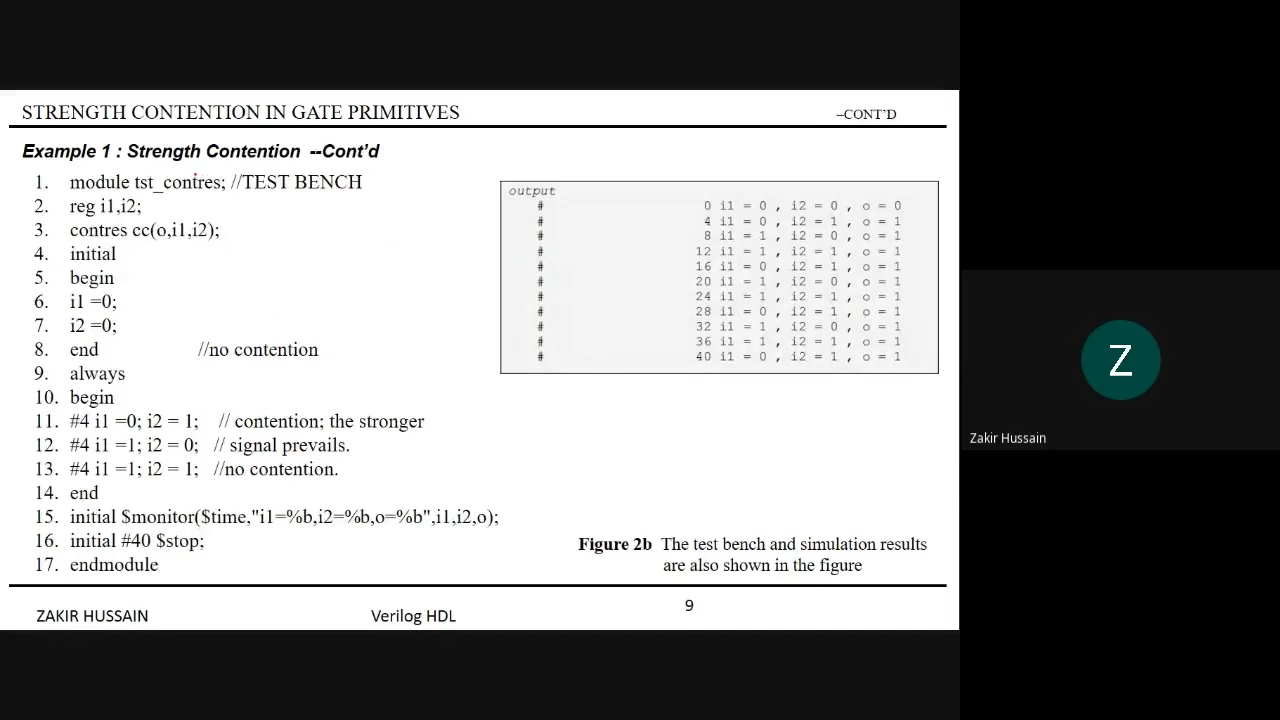 STRENGTH CONTENTION IN GATE PRIMITIVES –CONT’D
Example 1 : Strength Contention --Cont’d
1. module tst_contres; //TEST BENCH
2. reg i1,i2;
3. contres cc(o,i1,i2);
4. initial
5. begin
6. i1 =0;
7. i2 =0;
8. end //no contention
9. always
10. begin
11. #4 i1 =0; i2 = 1; // contention; the stronger
12. #4 i1 =1; i2 = 0; // signal prevails.
13. #4 i1 =1; i2 = 1; //no contention.
14. end
15. initial $monitor($time,"i1=%b,i2=%b,o=%b",i1,i2,o);
16. initial #40 $stop;
17. endmodule
output
# 0 i1 = 0 , i2 = 0 , o = 0
# 4 i1 = 0 , i2 = 1 , o = 1
# 8 i1 = 1 , i2 = 0 , o = 1
# 12 i1 = 1 , i2 = 1 , o = 1
# 16 i1 = 0 , i2 = 1 , o = 1
# 20 i1 = 1 , i2 = 0 , o = 1
# 24 i1 = 1 , i2 = 1 , o = 1
# 28 i1 = 0 , i2 = 1 , o = 1
# 32 i1 = 1 , i2 = 0 , o = 1
# 36 i1 = 1 , i2 = 1 , o = 1
# 40 i1 = 0 , i2 = 1 , o = 1
Figure 2b The test bench and simulation results
are also shown in the figure
ZAKIR HUSSAIN Verilog HDL 9
Z
Zakir Hussain